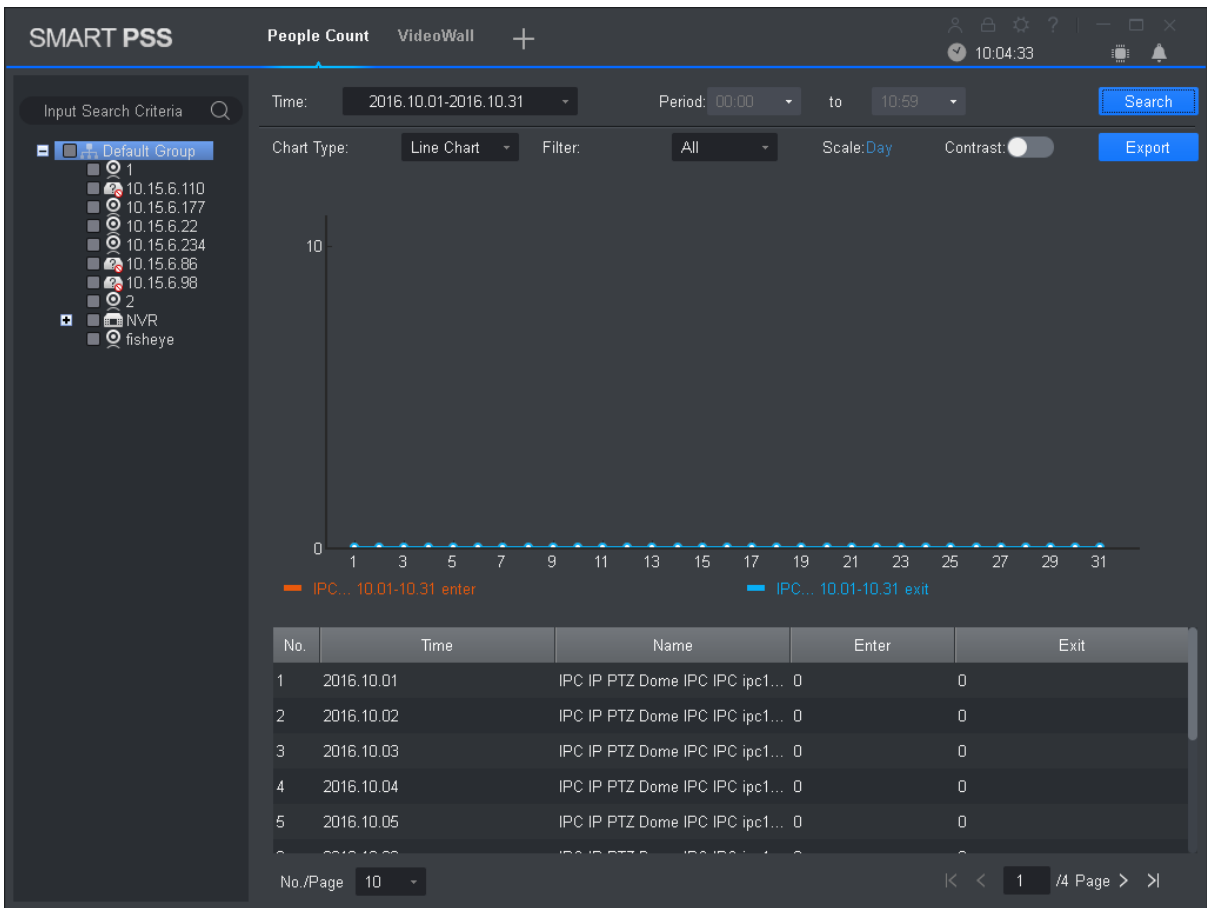 SMART PSS
People Count VideoWall +
10:04:33
Input Search Criteria
Default Group
1
10.15.6.110
10.15.6.177
10.15.6.22
10.15.6.234
10.15.6.86
10.15.6.98
2
NVR
fisheye
Time: 2016.10.01-2016.10.31 Period: 00:00 to 10:59 Search
Chart Type: Line Chart Filter: All Scale:Day Contrast: Export
10
0
1 3 5 7 9 11 13 15 17 19 21 23 25 27 29 31
IPC... 10.01-10.31 enter IPC... 10.01-10.31 exit
No. Time Name Enter Exit
1 2016.10.01 IPC IP PTZ Dome IPC IPC ipc1... 0 0
2 2016.10.02 IPC IP PTZ Dome IPC IPC ipc1... 0 0
3 2016.10.03 IPC IP PTZ Dome IPC IPC ipc1... 0 0
4 2016.10.04 IPC IP PTZ Dome IPC IPC ipc1... 0 0
5 2016.10.05 IPC IP PTZ Dome IPC IPC ipc1... 0 0
No./Page 10 1 /4 Page